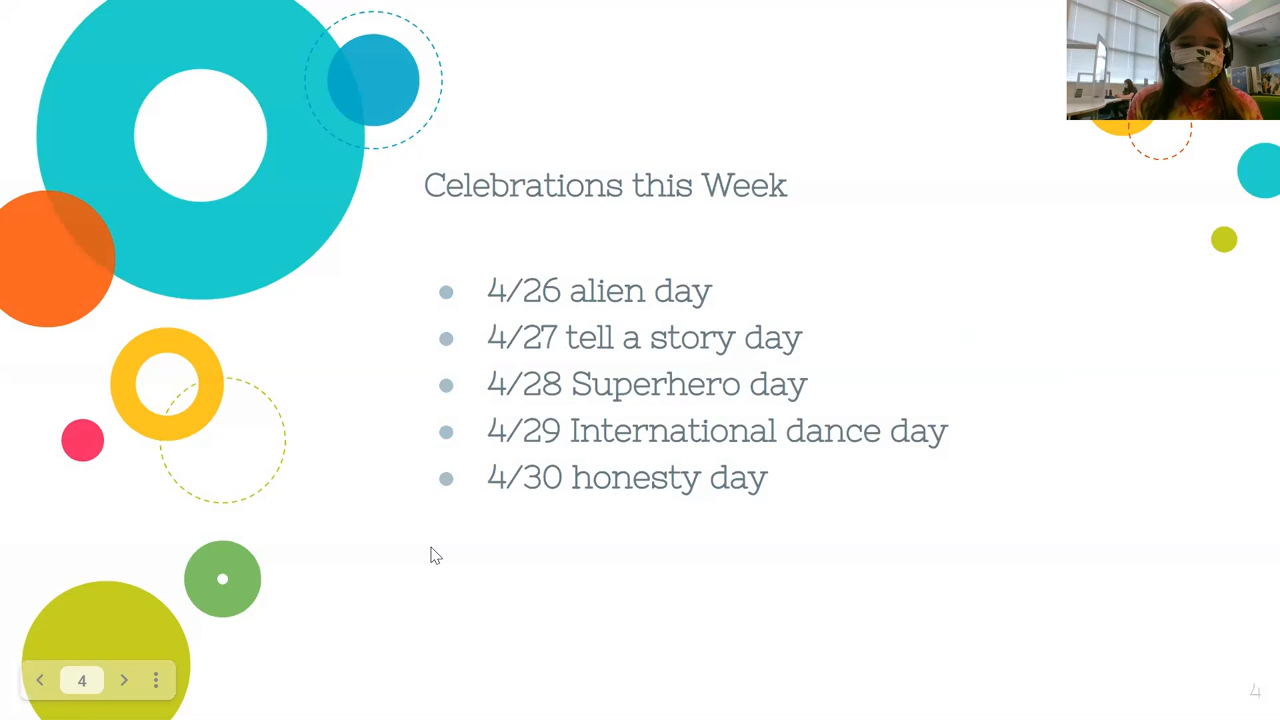 Celebrations this Week
4/26 alien day
4/27 tell a story day
4/28 Superhero day
4/29 International dance day
4/30 honesty day
4
4